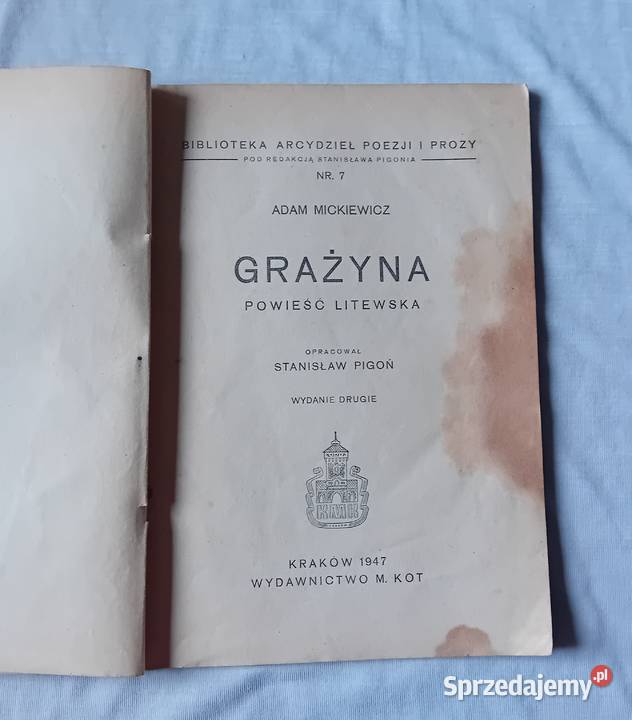 BIBLIOTEKA ARCYDZIEŁ POEZJI I PROZY
POD REDAKCJĄ STANISŁAWA PIGONIA
NR. 7
ADAM MICKIEWICZ
GRAŻYNA
POWIEŚĆ LITEWSKA
OPRACOWAŁ
STANISŁAW PIGOŃ
WYDANIE DRUGIE
KMK
KRAKÓW 1947
WYDAWNICTWO M. KOT
Sprzedajemy.pl